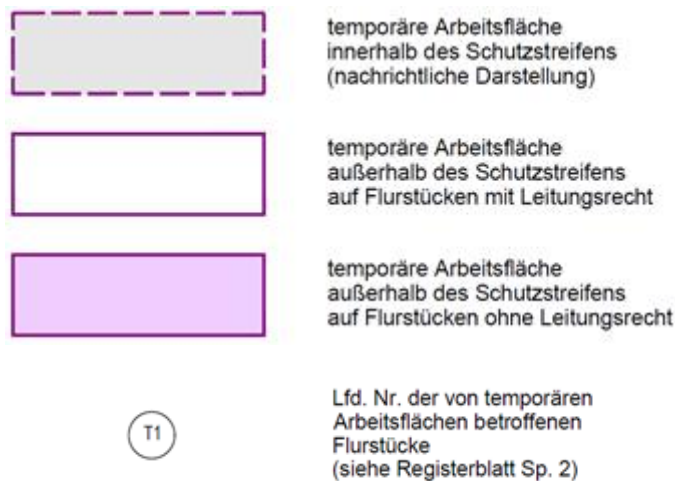 temporäre Arbeitsfläche
innerhalb des Schutzstreifens
(nachrichtliche Darstellung)
temporäre Arbeitsfläche
außerhalb des Schutzstreifens
auf Flurstücken mit Leitungsrecht
temporäre Arbeitsfläche
außerhalb des Schutzstreifens
auf Flurstücken ohne Leitungsrecht
T1
Lfd. Nr. der von temporären
Arbeitsflächen betroffenen
Flurstücke
(siehe Registerblatt Sp. 2)